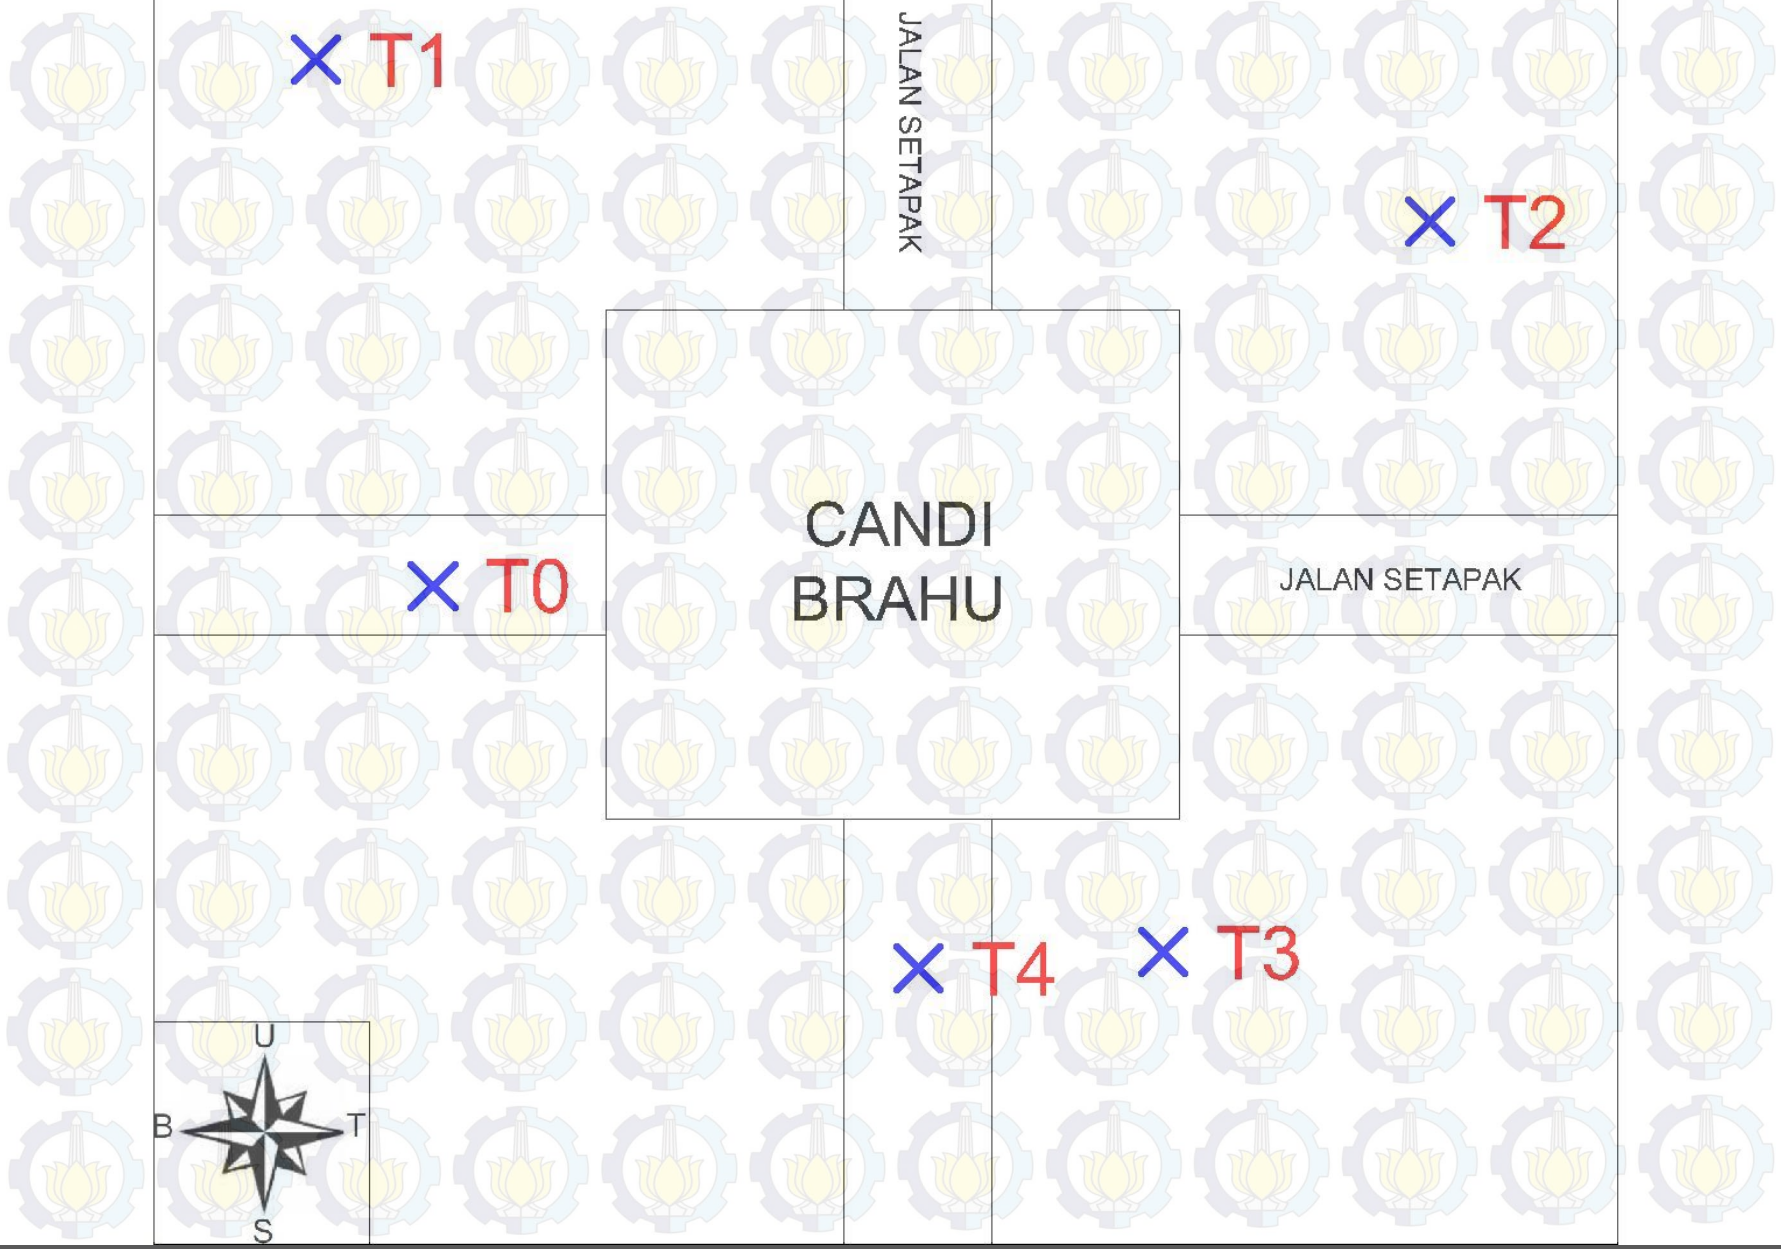 T1
JALAN SETAPAK
T2
CANDI
BRAHU
T0
JALAN SETAPAK
T4
T3
U
B
T
S